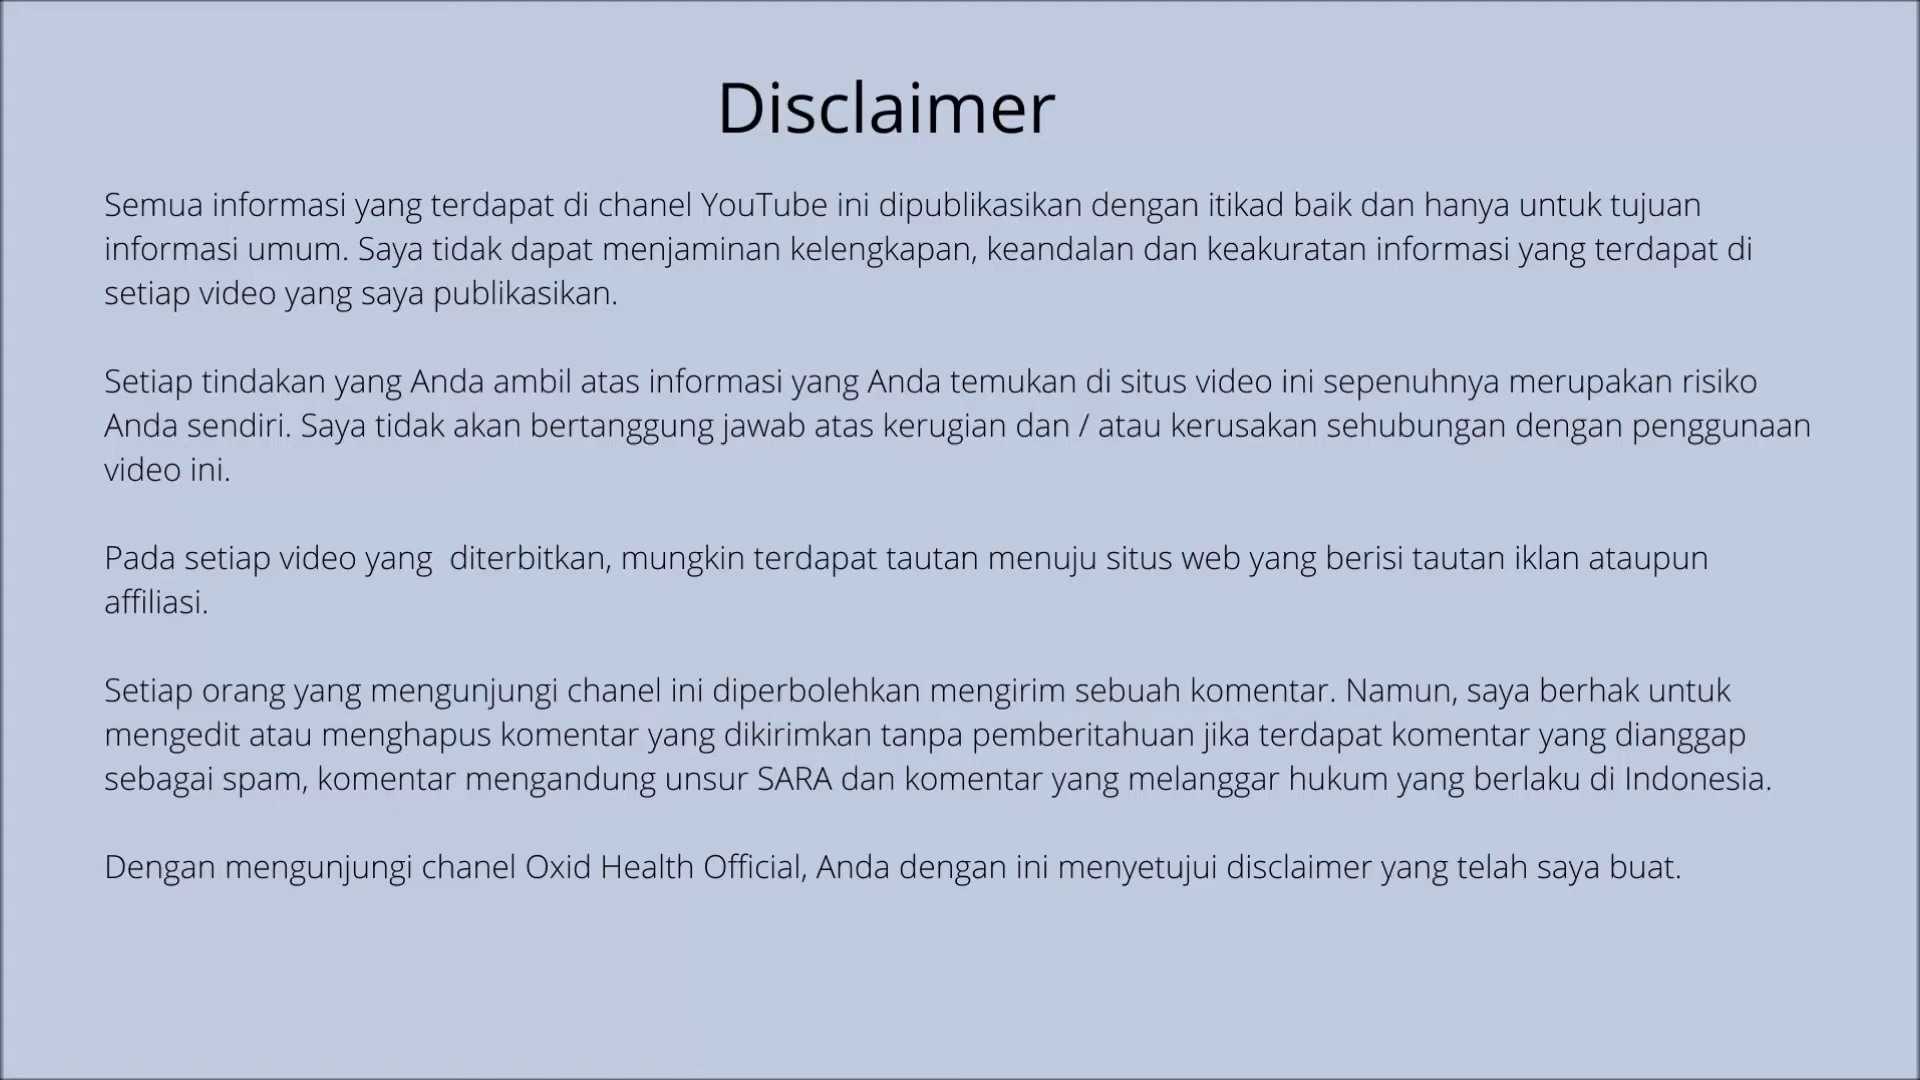 Disclaimer
Semua informasi yang terdapat di chanel YouTube ini dipublikasikan dengan itikad baik dan hanya untuk tujuan
informasi umum. Saya tidak dapat menjaminan kelengkapan, keandalan dan keakuratan informasi yang terdapat di
setiap video yang saya publikasikan.
Setiap tindakan yang Anda ambil atas informasi yang Anda temukan di situs video ini sepenuhnya merupakan risiko
Anda sendiri. Saya tidak akan bertanggung jawab atas kerugian dan / atau kerusakan sehubungan dengan penggunaan
video ini.
Pada setiap video yang  diterbitkan, mungkin terdapat tautan menuju situs web yang berisi tautan iklan ataupun
affiliasi.
Setiap orang yang mengunjungi chanel ini diperbolehkan mengirim sebuah komentar. Namun, saya berhak untuk
mengedit atau menghapus komentar yang dikirimkan tanpa pemberitahuan jika terdapat komentar yang dianggap
sebagai spam, komentar mengandung unsur SARA dan komentar yang melanggar hukum yang berlaku di Indonesia.
Dengan mengunjungi chanel Oxid Health Official, Anda dengan ini menyetujui disclaimer yang telah saya buat.